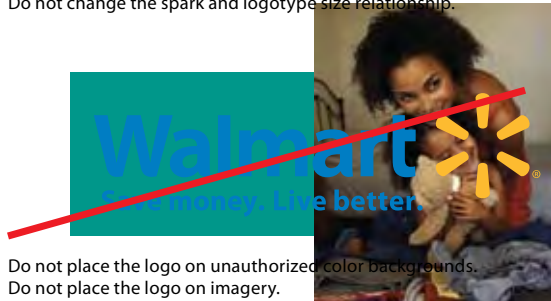 Do not change the spark and logotype size relationship.
Walmart
®
Save money. Live better.
Do not place the logo on unauthorized color backgrounds.
Do not place the logo on imagery.